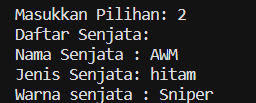 Masukkan Pilihan: 2
Daftar Senjata:
Nama Senjata : AWM
Jenis Senjata: hitam
Warna senjata : Sniper